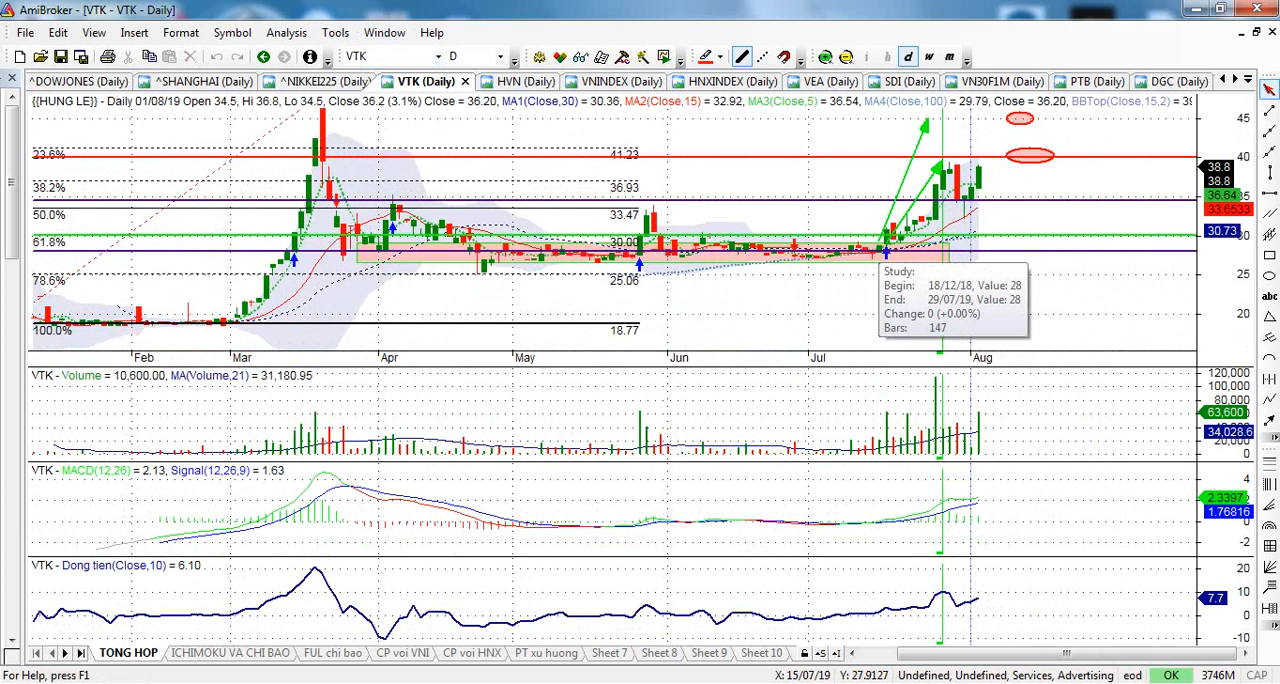 AmiBroker - [VTK - VTK - Daily]
File Edit View Insert Format Symbol Analysis Tools Window Help
VTK D i h d w m
^DOWJONES (Daily) ^SHANGHAI (Daily) ^NIKKEI225 (Daily) VTK (Daily) HVN (Daily) VNINDEX (Daily) HNXINDEX (Daily) VEA (Daily) SDI (Daily) VN30F1M (Daily) PTB (Daily) DGC (Daily)
{{HUNG LE}} - Daily 01/08/19 Open 34.5, Hi 36.8, Lo 34.5, Close 36.2 (3.1%) Close = 36.20, MA1(Close,30) = 30.36, MA2(Close,15) = 32.92, MA3(Close,5) = 36.54, MA4(Close,100) = 29.79, Close = 36.20, BBTop(Close,15,2) = 39
45
23.6% 41.23 40
38.8
38.2% 36.93 38.8
35 36.64
50.0% 33.47 33.6533
61.8% 30.00 30 30.73
78.6% 25.06 25
100.0% 18.77 20
Study:
Begin: 18/12/18, Value: 28
End: 29/07/19, Value: 28
Change: 0 (+0.00%)
Bars: 147
Feb Mar Apr May Jun Jul Aug
VTK - Volume = 10,600.00, MA(Volume,21) = 31,180.95
120,000
100,000
80,000
63,600
34,028.6
20,000
0
VTK - MACD(12,26) = 2.13, Signal(12,26,9) = 1.63
4
2.3397
1.76816
0
-2
VTK - Dong tien(Close,10) = 6.10
20
10
7.7
0
-10
TONG HOP ICHIMOKU VA CHI BAO FUL chi bao CP voi VNI CP voi HNX PT xu huong Sheet 7 Sheet 8 Sheet 9 Sheet 10
abc
For Help, press F1 X: 15/07/19 Y: 27.9127 Undefined, Undefined, Services, Advertising eod OK 3746M CAP